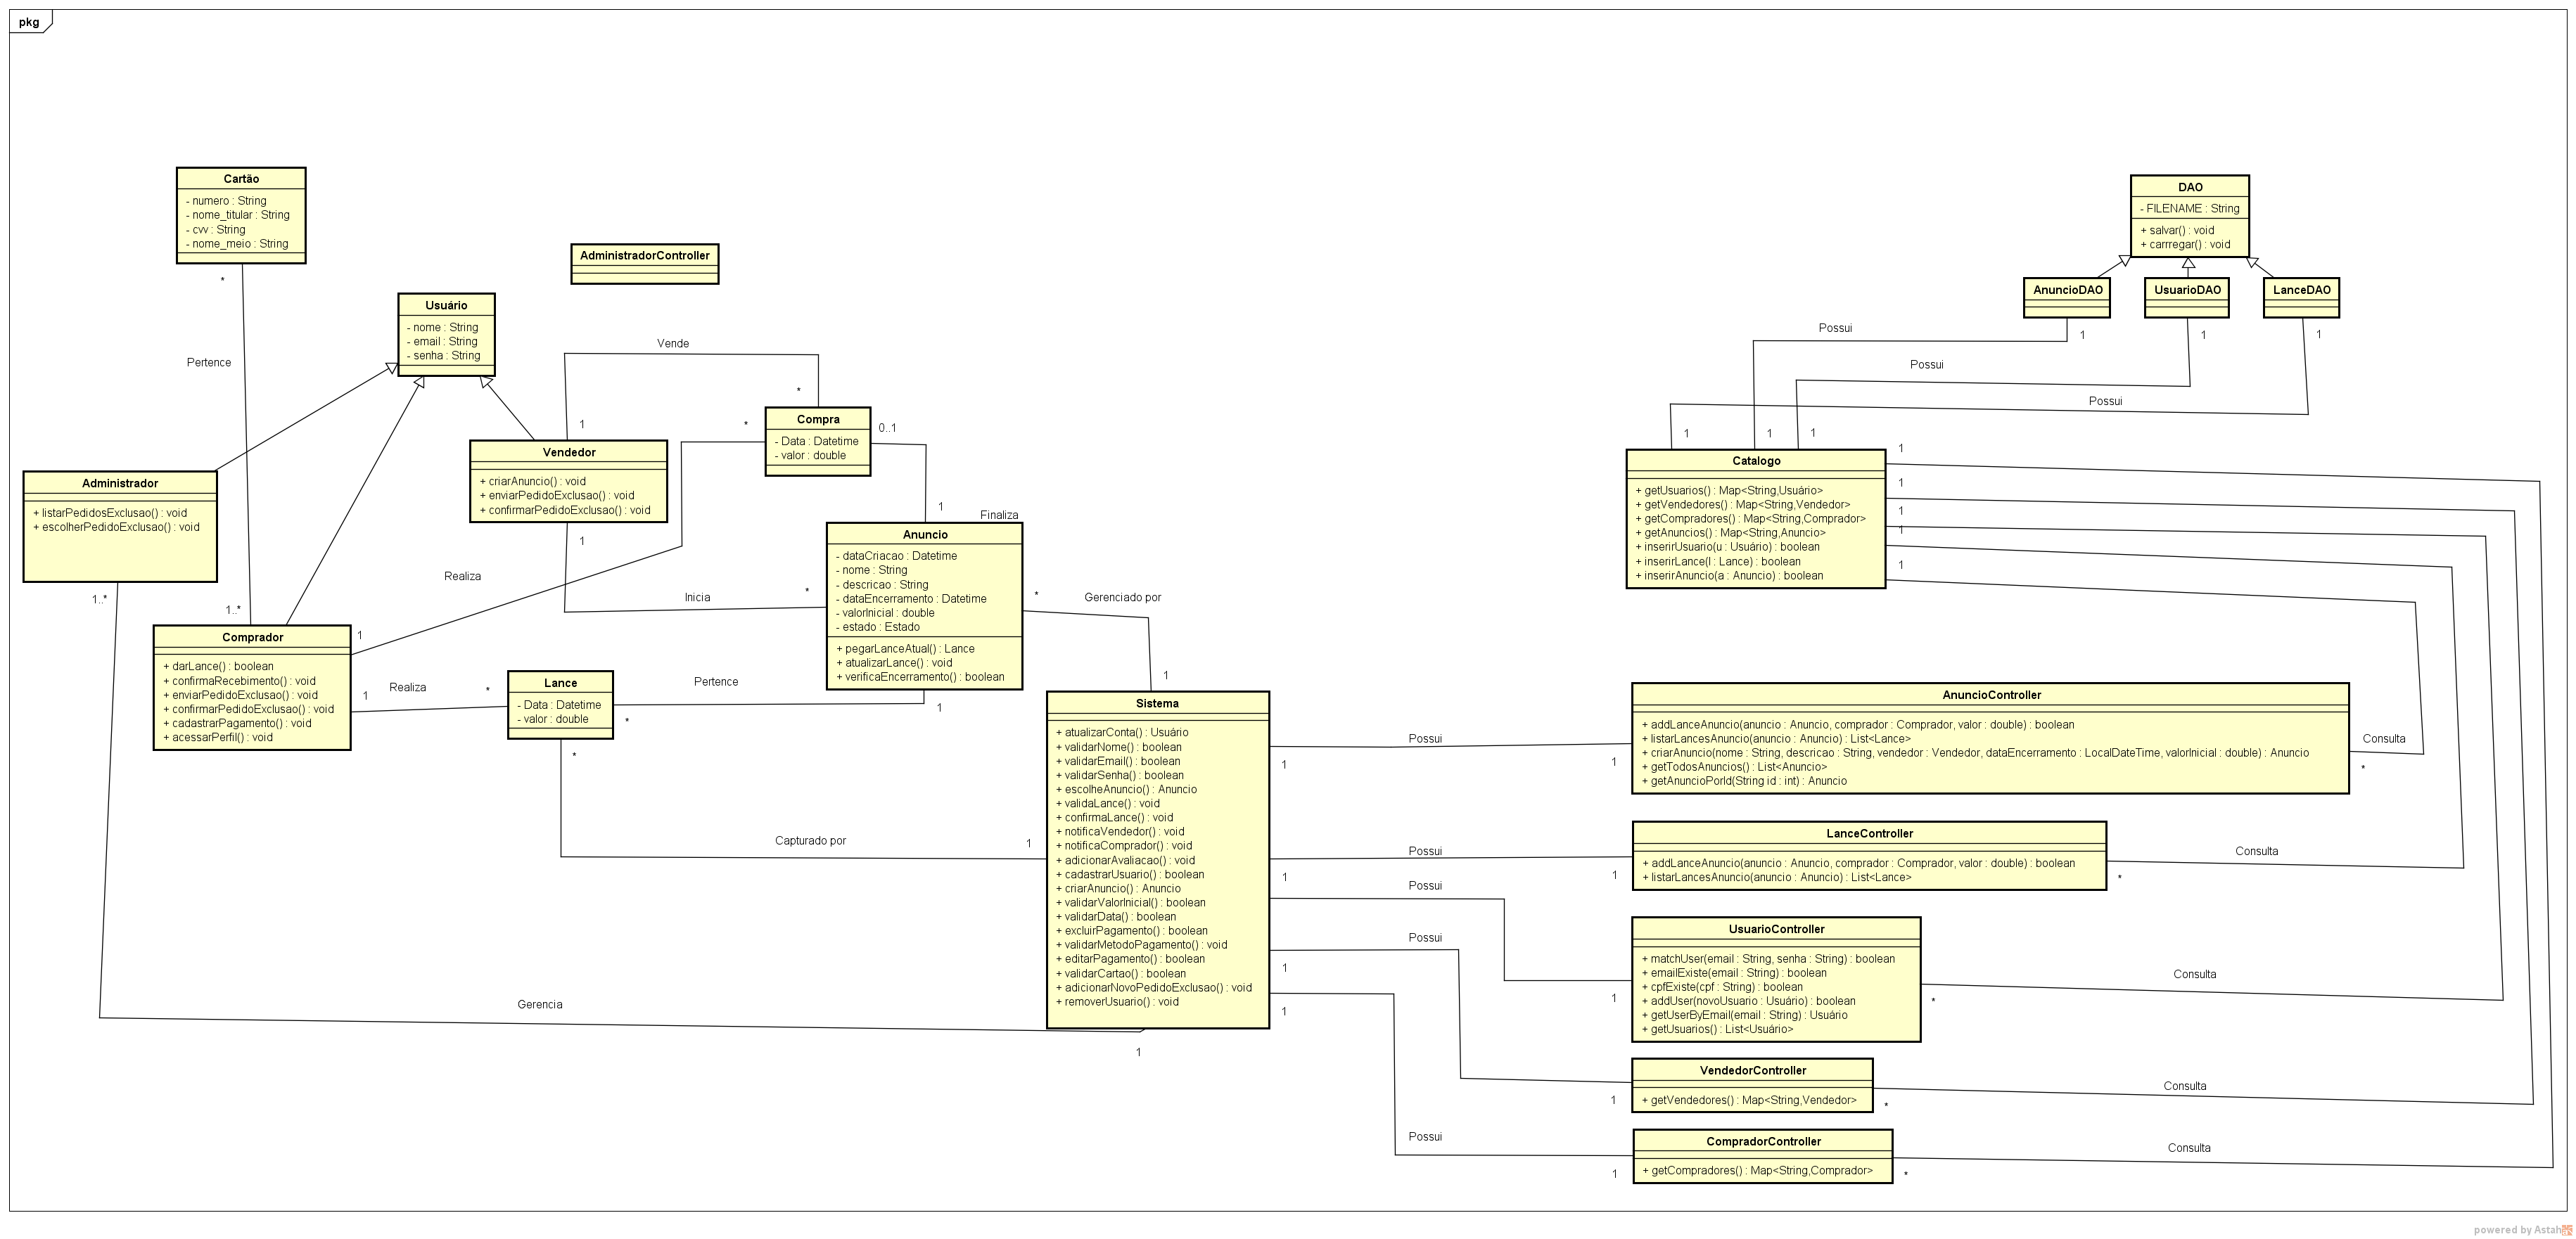 pkg
Cartão
- numero : String
- nome_titular : String
- cvv : String
- nome_meio : String
*
Pertence
1..*
AdministradorController
Usuário
- nome : String
- email : String
- senha : String
Vende
*
1
Vendedor
+ criarAnuncio() : void
+ enviarPedidoExclusao() : void
+ confirmarPedidoExclusao() : void
1
Compra
- Data : Datetime
- valor : double
*
0..1
1
Finaliza
Administrador
+ listarPedidosExclusao() : void
+ escolherPedidoExclusao() : void
1..*
Realiza
1
Inicia
*
Anuncio
- dataCriacao : Datetime
- nome : String
- descricao : String
- dataEncerramento : Datetime
- valorInicial : double
- estado : Estado
+ pegarLanceAtual() : Lance
+ atualizarLance() : void
+ verificaEncerramento() : boolean
*
Gerenciado por
1
Comprador
+ darLance() : boolean
+ confirmaRecebimento() : void
+ enviarPedidoExclusao() : void
+ confirmarPedidoExclusao() : void
+ cadastrarPagamento() : void
+ acessarPerfil() : void
1
Realiza
*
Lance
- Data : Datetime
- valor : double
*
Pertence
1
*
Capturado por
1
Gerencia
1
Sistema
+ atualizarConta() : Usuário
+ validarNome() : boolean
+ validarEmail() : boolean
+ validarSenha() : boolean
+ escolheAnuncio() : Anuncio
+ validaLance() : void
+ confirmaLance() : void
+ notificaVendedor() : void
+ notificaComprador() : void
+ adicionarAvaliacao() : void
+ cadastrarUsuario() : boolean
+ criarAnuncio() : Anuncio
+ validarValorInicial() : boolean
+ validarData() : boolean
+ excluirPagamento() : boolean
+ validarMetodoPagamento() : void
+ editarPagamento() : boolean
+ validarCartao() : boolean
+ adicionarNovoPedidoExclusao() : void
+ removerUsuario() : void
DAO
- FILENAME : String
+ salvar() : void
+ carrregar() : void
AnuncioDAO
UsuarioDAO
LanceDAO
Possui
1
1
1
Possui
Possui
1
1
1
Catalogo
+ getUsuarios() : Map<String,Usuário>
+ getVendedores() : Map<String,Vendedor>
+ getCompradores() : Map<String,Comprador>
+ getAnuncios() : Map<String,Anuncio>
+ inserirUsuario(u : Usuário) : boolean
+ inserirLance(l : Lance) : boolean
+ inserirAnuncio(a : Anuncio) : boolean
1
1
1
1
1
1
Possui
1
AnuncioController
+ addLanceAnuncio(anuncio : Anuncio, comprador : Comprador, valor : double) : boolean
+ listarLancesAnuncio(anuncio : Anuncio) : List<Lance>
+ criarAnuncio(nome : String, descricao : String, vendedor : Vendedor, dataEncerramento : LocalDateTime, valorInicial : double) : Anuncio
+ getTodosAnuncios() : List<Anuncio>
+ getAnuncioPorId(String id : int) : Anuncio
Consulta
*
1
Possui
1
LanceController
+ addLanceAnuncio(anuncio : Anuncio, comprador : Comprador, valor : double) : boolean
+ listarLancesAnuncio(anuncio : Anuncio) : List<Lance>
Consulta
*
Possui
1
UsuarioController
+ matchUser(email : String, senha : String) : boolean
+ emailExiste(email : String) : boolean
+ cpfExiste(cpf : String) : boolean
+ addUser(novoUsuario : Usuário) : boolean
+ getUserByEmail(email : String) : Usuário
+ getUsuarios() : List<Usuário>
Consulta
*
1
Possui
1
VendedorController
+ getVendedores() : Map<String,Vendedor>
Consulta
*
1
Possui
1
CompradorController
+ getCompradores() : Map<String,Comprador>
Consulta
*
powered by Astah